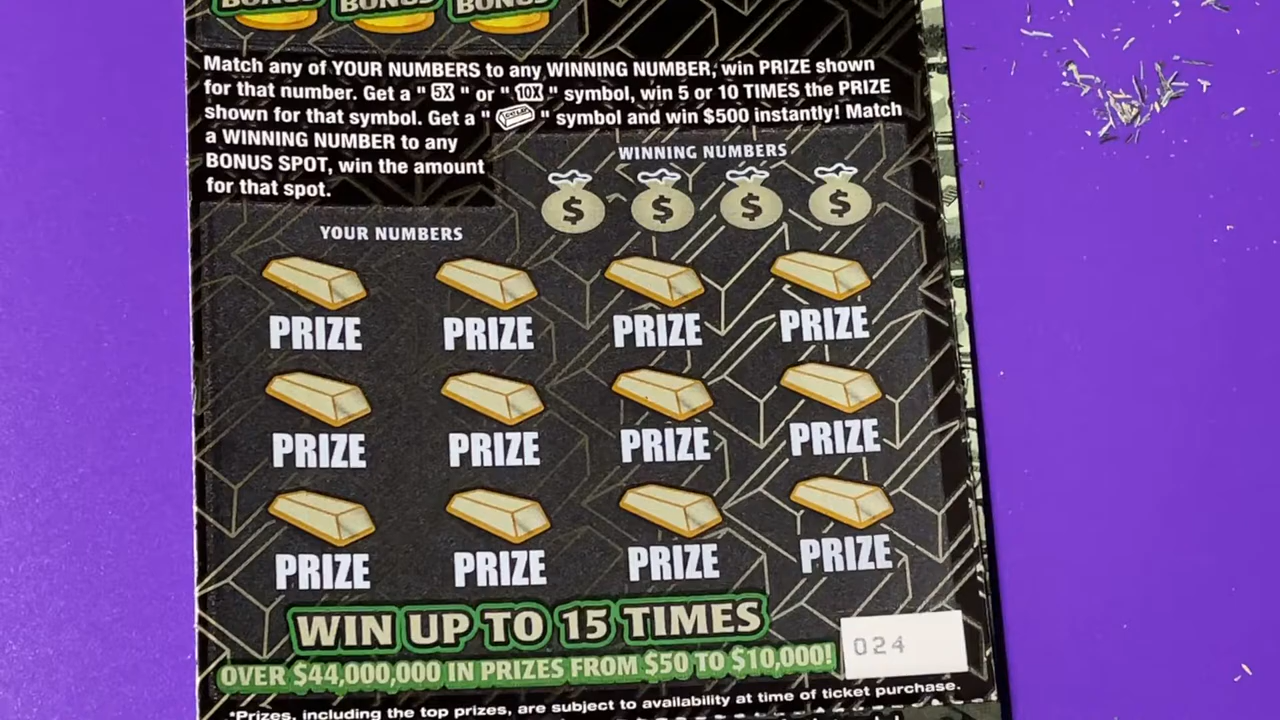 BONUS BONUS BONUS
Match any of YOUR NUMBERS to any WINNING NUMBER, win PRIZE shown
for that number. Get a "5X" or "10X" symbol, win 5 or 10 TIMES the PRIZE
shown for that symbol. Get a " " symbol and win $500 instantly! Match
a WINNING NUMBER to any
BONUS SPOT, win the amount
for that spot.
WINNING NUMBERS
$ $ $ $
YOUR NUMBERS
PRIZE PRIZE PRIZE PRIZE
PRIZE PRIZE PRIZE PRIZE
PRIZE PRIZE PRIZE PRIZE
WIN UP TO 15 TIMES
OVER $44,000,000 IN PRIZES FROM $50 TO $10,000!
024
*Prizes, including the top prizes, are subject to availability at time of ticket purchase.